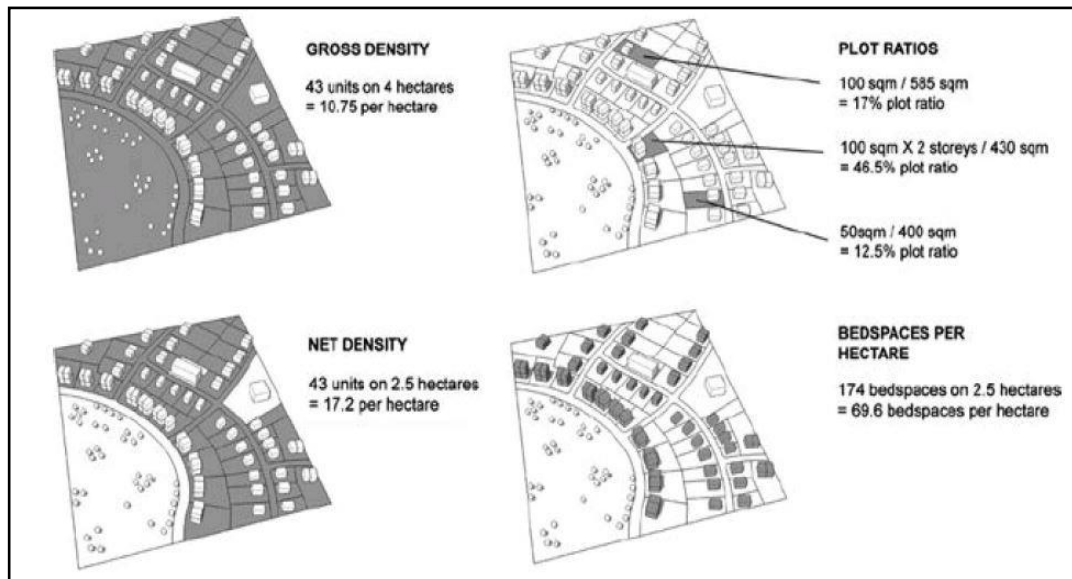 GROSS DENSITY
43 units on 4 hectares
= 10.75 per hectare
PLOT RATIOS
100 sqm / 585 sqm
= 17% plot ratio
100 sqm X 2 storeys / 430 sqm
= 46.5% plot ratio
50sqm / 400 sqm
= 12.5% plot ratio
NET DENSITY
43 units on 2.5 hectares
= 17.2 per hectare
BEDSPACES PER
HECTARE
174 bedspaces on 2.5 hectares
= 69.6 bedspaces per hectare